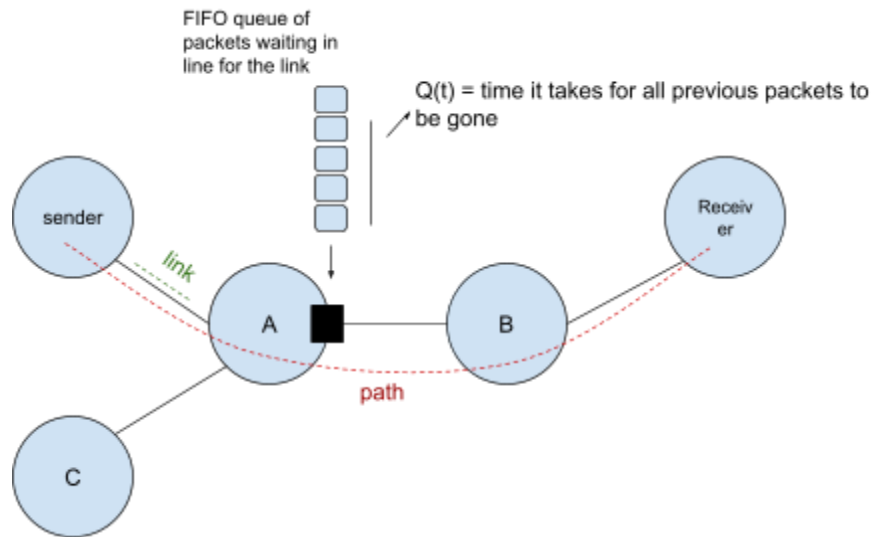 FIFO queue of
packets waiting in
line for the link
Q(t) = time it takes for all previous packets to
be gone
sender
Receiv
er
link
A
B
path
C